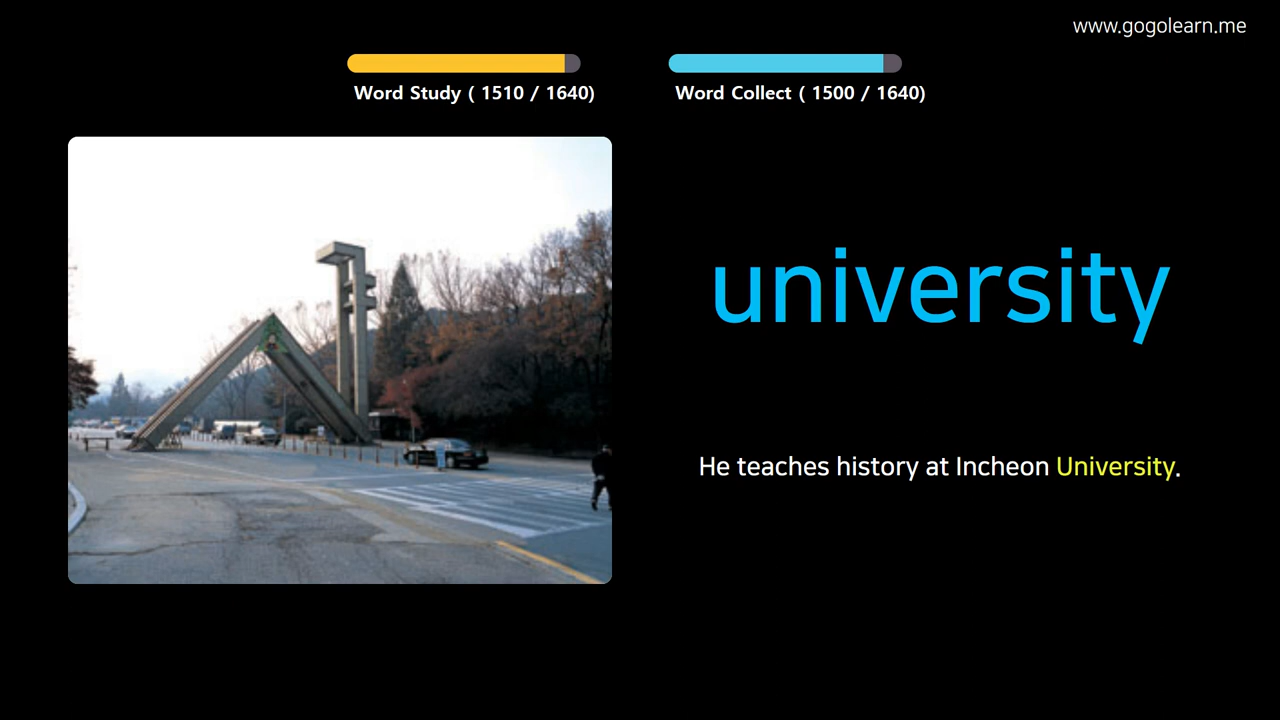 www.gogolearn.me
Word Study ( 1510 / 1640)
Word Collect ( 1500 / 1640)
university
He teaches history at Incheon University.